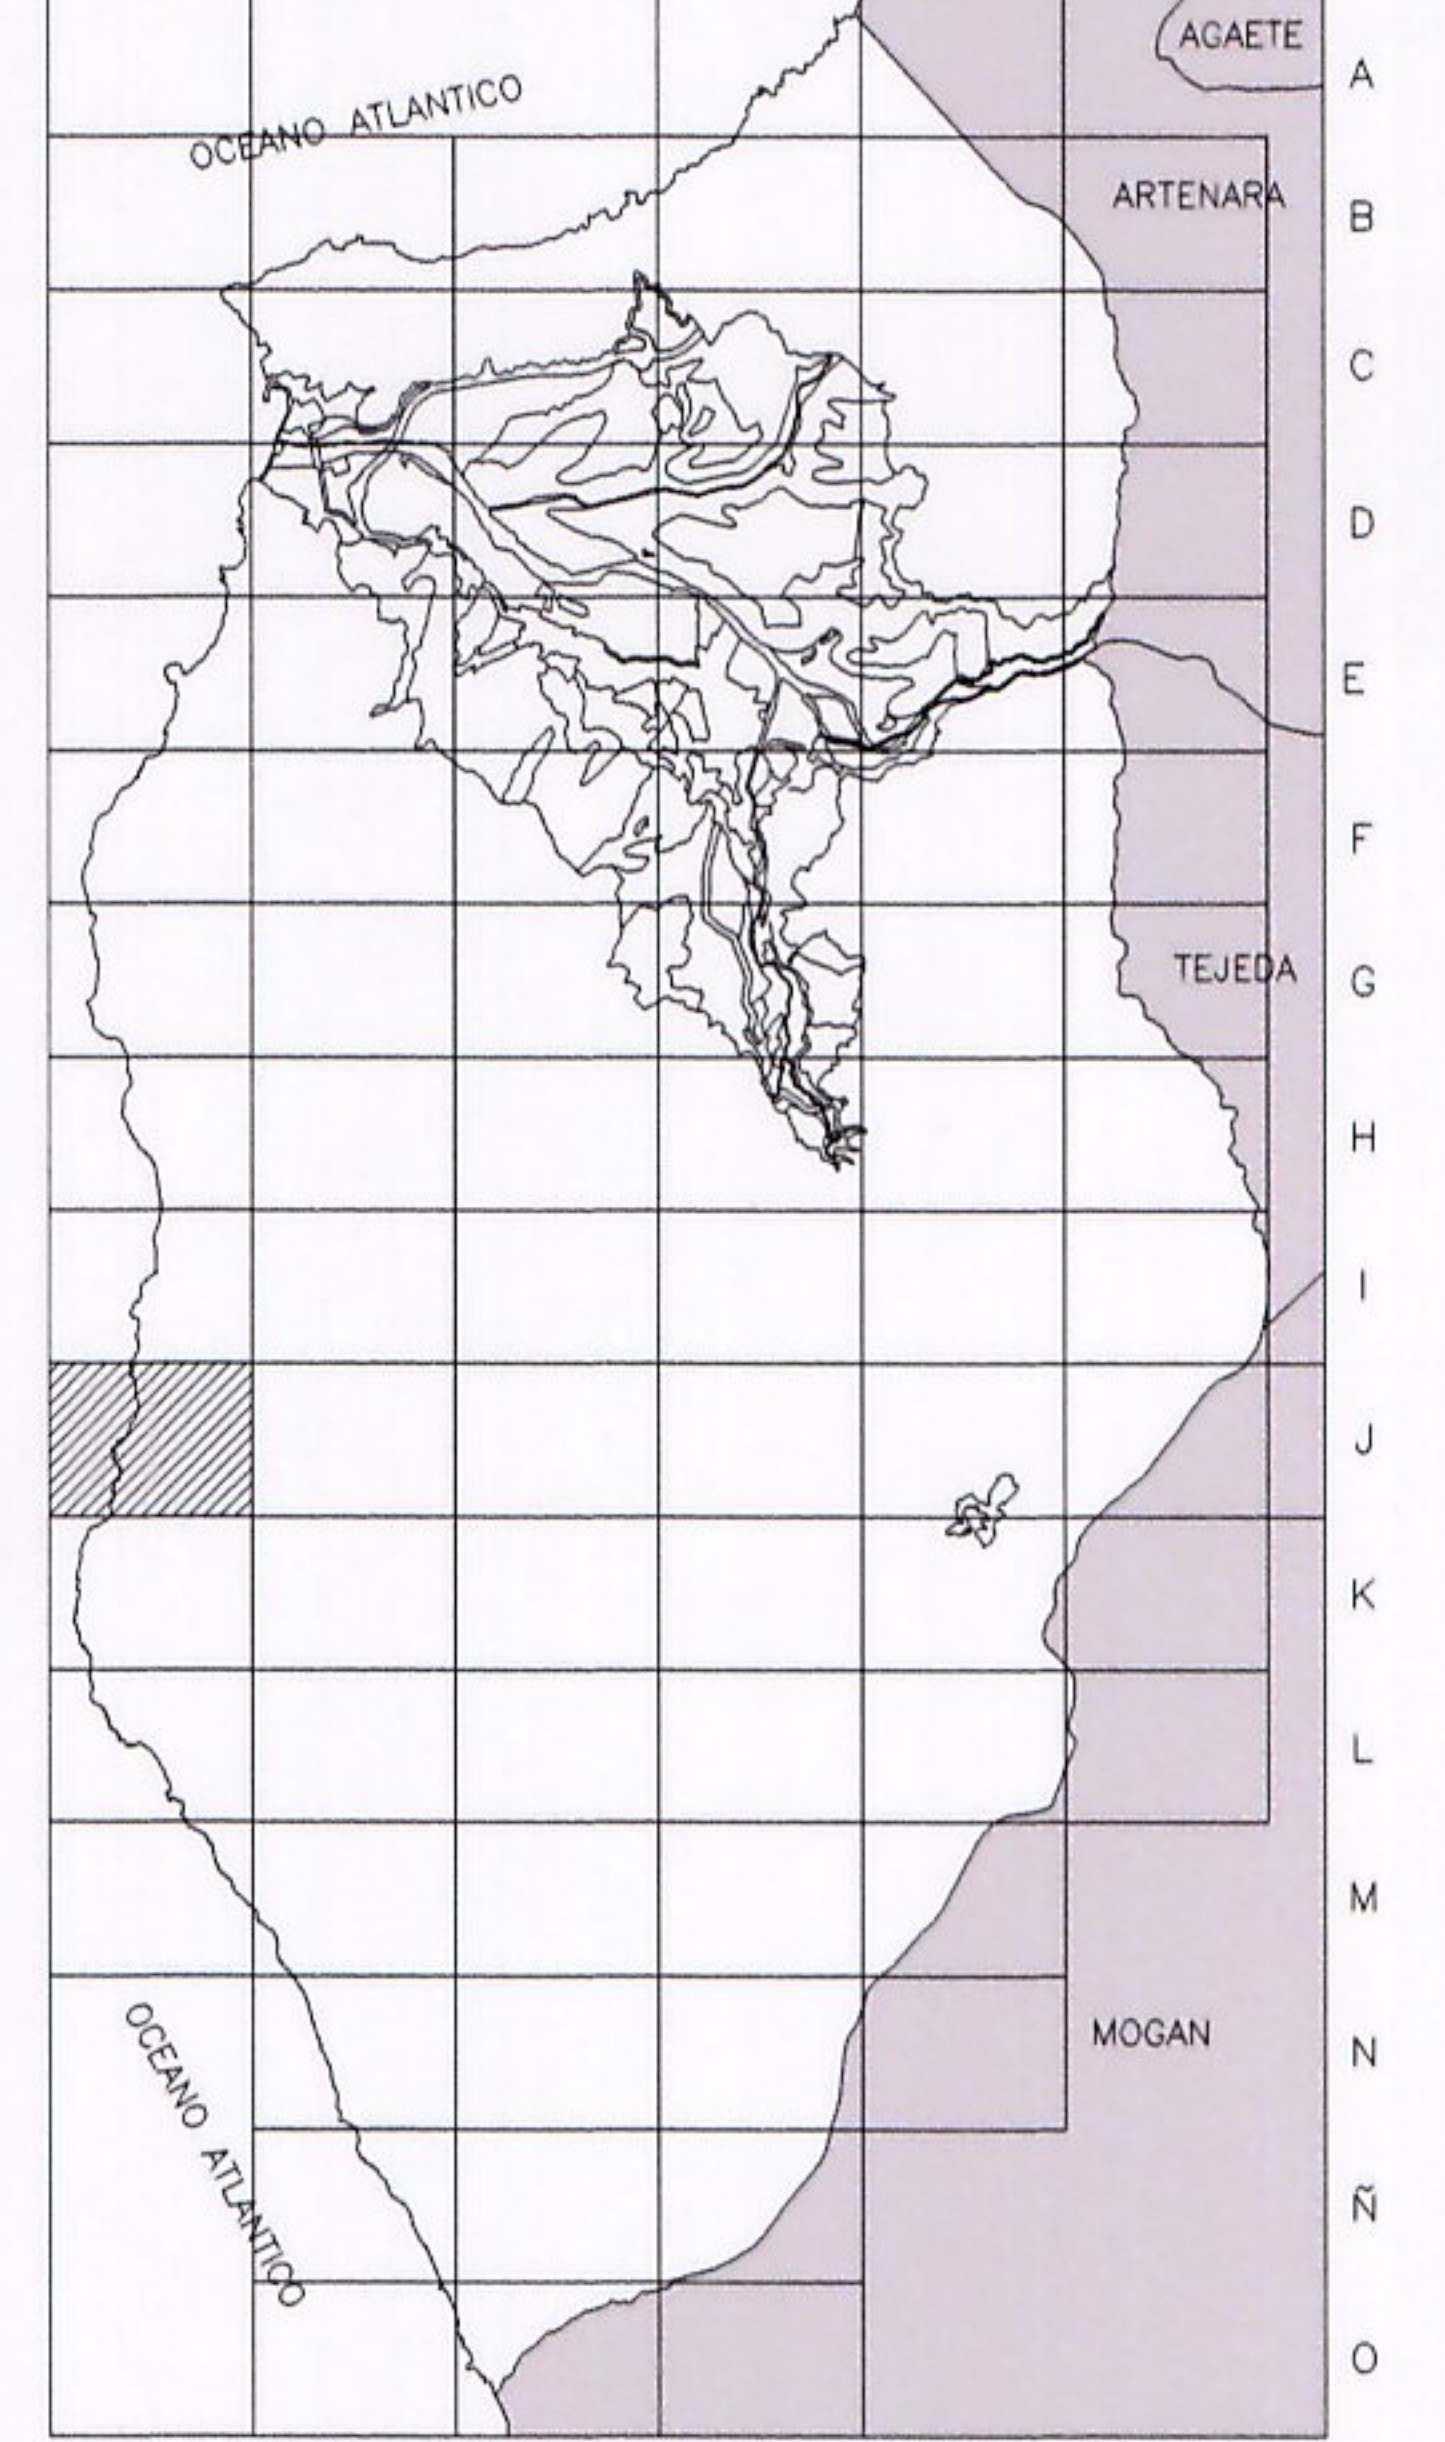 AGAETE
A
OCEANO ATLANTICO
ARTENARA
B
C
D
E
F
TEJEDA
G
H
I
J
K
L
M
OCEANO ATLANTICO
MOGAN
N
Ñ
O